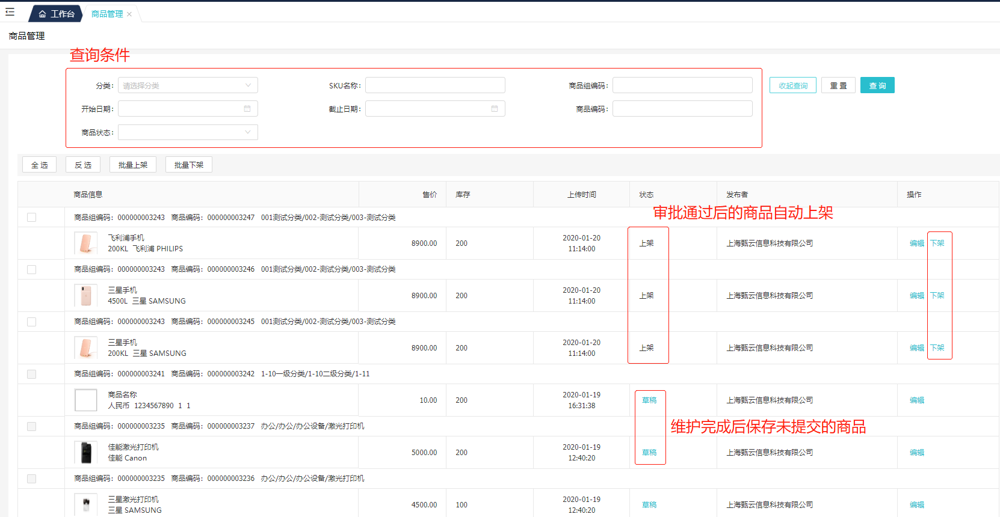 工作台 商品管理
商品管理
查询条件
分类: 请选择分类 SKU名称: 商品组编码: 收起查询 重置 查询
开始日期: 截止日期: 商品编码:
商品状态:
全选 反选 批量上架 批量下架
商品信息 售价 库存 上传时间 状态 发布者 操作
审批通过后的商品自动上架
商品组编码: 000000003243 商品编码: 000000003247 001测试分类/002-测试分类/003-测试分类
飞利浦手机
200KL 飞利浦 PHILIPS
8900.00 200 2020-01-20 11:14:00 上架 上海甄云信息科技有限公司 编辑 下架
商品组编码: 000000003243 商品编码: 000000003246 001测试分类/002-测试分类/003-测试分类
三星手机
4500L 三星 SAMSUNG
8900.00 200 2020-01-20 11:14:00 上架 上海甄云信息科技有限公司 编辑 下架
商品组编码: 000000003243 商品编码: 000000003245 001测试分类/002-测试分类/003-测试分类
三星手机
200KL 三星 SAMSUNG
8900.00 200 2020-01-20 11:14:00 上架 上海甄云信息科技有限公司 编辑 下架
商品组编码: 000000003241 商品编码: 000000003242 1-10一级分类/1-10二级分类/1-11
商品名称
人民币 1234567890 1 1
10.00 200 2020-01-19 16:31:38 草稿 上海甄云信息科技有限公司 编辑
维护完成后保存未提交的商品
商品组编码: 000000003235 商品编码: 000000003237 办公/办公/办公设备/激光打印机
佳能激光打印机
佳能 Canon
5000.00 200 2020-01-19 12:40:20 草稿 上海甄云信息科技有限公司 编辑
商品组编码: 000000003235 商品编码: 000000003236 办公/办公/办公设备/激光打印机
三星激光打印机
三星 SAMSUNG
4500.00 100 2020-01-19 12:40:20 草稿 上海甄云信息科技有限公司 编辑